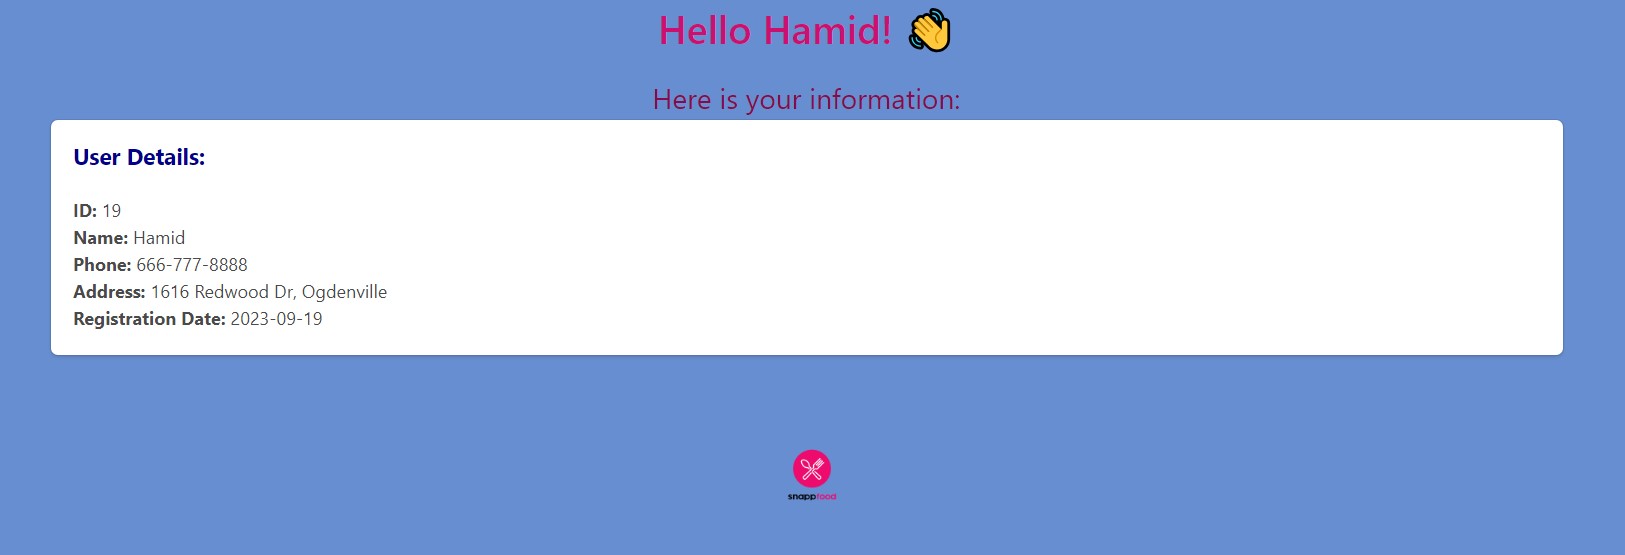 Hello Hamid! 👋
Here is your information:
User Details:
ID: 19
Name: Hamid
Phone: 666-777-8888
Address: 1616 Redwood Dr, Ogdenville
Registration Date: 2023-09-19
snappfood